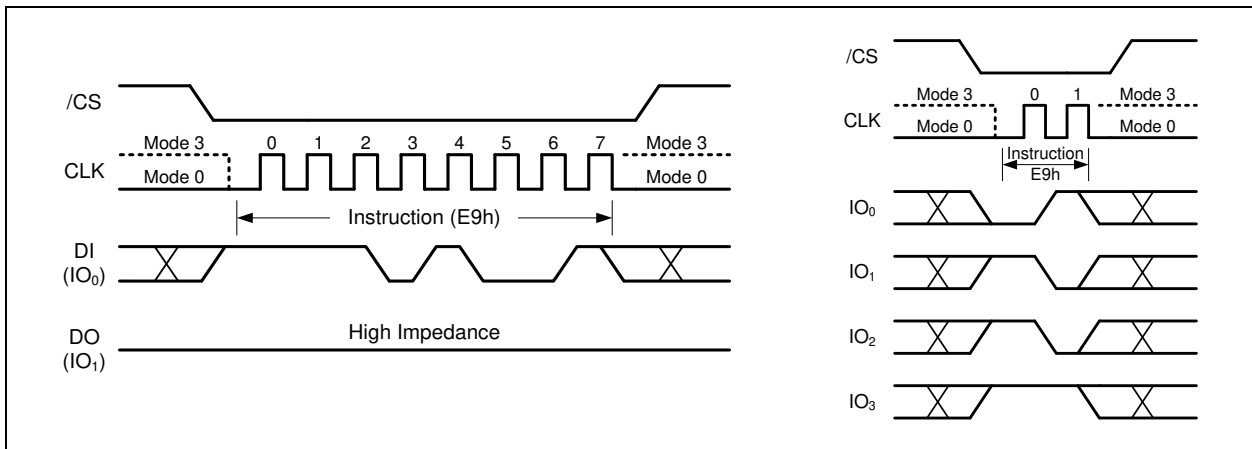 /CS
Mode 3 0 1 2 3 4 5 6 7 Mode 3
CLK
Mode 0 Mode 0
Instruction (E9h)
DI
(IO₀)
High Impedance
DO
(IO₁)
/CS
Mode 3 0 1 Mode 3
CLK
Mode 0 Mode 0
Instruction
E9h
IO₀
IO₁
IO₂
IO₃